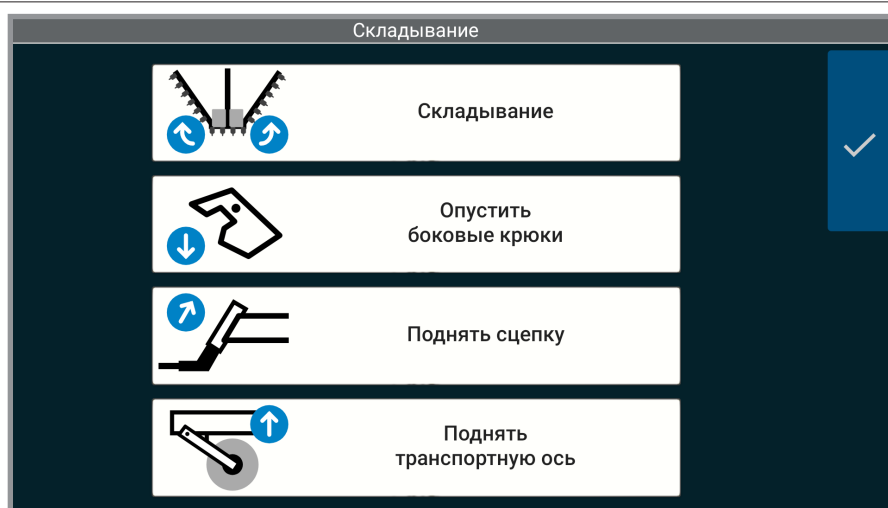 Складывание
Складывание
Опустить
боковые крюки
Поднять сцепку
Поднять
транспортную ось